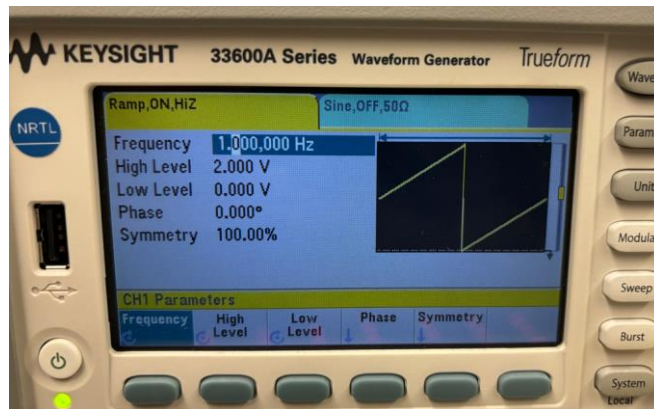 KEYSIGHT 33600A Series Waveform Generator Trueform
Ramp,ON,HiZ Sine,OFF,50Ω
Frequency 1.000,000 Hz
High Level 2.000 V
Low Level 0.000 V
Phase 0.000°
Symmetry 100.00%
CH1 Parameters
Frequency High Level Low Level Phase Symmetry
NRTL
Wave
Param
Unit
Modula
Sweep
Burst
System
Local